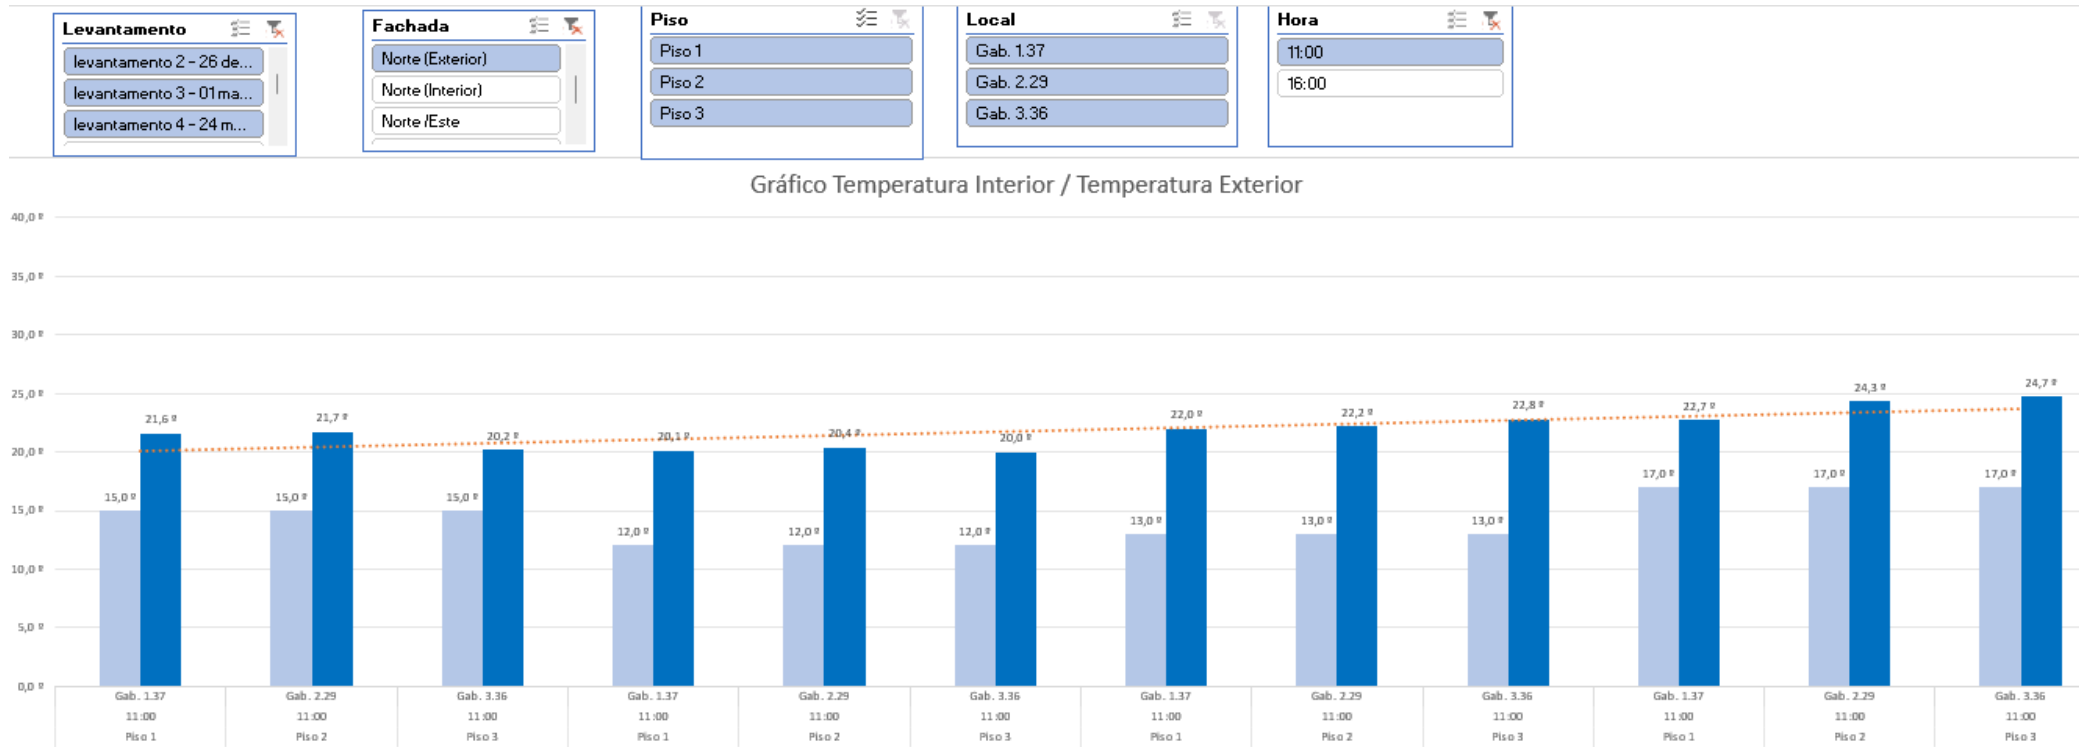 Levantamento
levantamento 2 - 26 de...
levantamento 3 - 01 ma...
levantamento 4 - 24 m...
Fachada
Norte (Exterior)
Norte (Interior)
Norte /Este
Piso
Piso 1
Piso 2
Piso 3
Local
Gab. 1.37
Gab. 2.29
Gab. 3.36
Hora
11:00
16:00
Gráfico Temperatura Interior / Temperatura Exterior
40,0 º
35,0 º
30,0 º
25,0 º
20,0 º
15,0 º
10,0 º
5,0 º
0,0 º
15,0 º 21,6 º 15,0 º 21,7 º 15,0 º 20,2 º 12,0 º 20,1 º 12,0 º 20,4 º 12,0 º 20,0 º 13,0 º 22,0 º 13,0 º 22,2 º 13,0 º 22,8 º 17,0 º 22,7 º 17,0 º 24,3 º 17,0 º 24,7 º
Gab. 1.37 Gab. 2.29 Gab. 3.36 Gab. 1.37 Gab. 2.29 Gab. 3.36 Gab. 1.37 Gab. 2.29 Gab. 3.36 Gab. 1.37 Gab. 2.29 Gab. 3.36
11:00 11:00 11:00 11:00 11:00 11:00 11:00 11:00 11:00 11:00 11:00 11:00
Piso 1 Piso 2 Piso 3 Piso 1 Piso 2 Piso 3 Piso 1 Piso 2 Piso 3 Piso 1 Piso 2 Piso 3